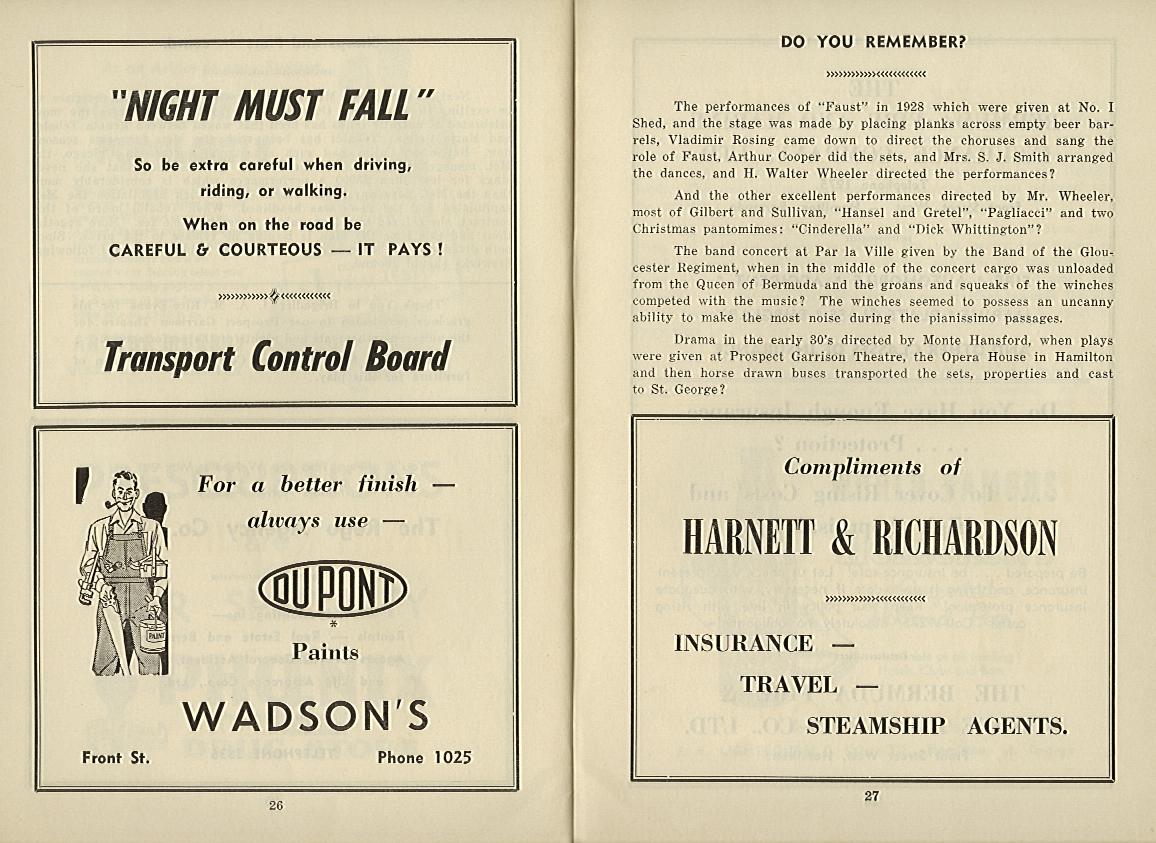 "NIGHT MUST FALL"
So be extra careful when driving,
riding, or walking.
When on the road be
CAREFUL & COURTEOUS — IT PAYS !
Transport Control Board
For a better finish —
always use —
DU PONT
*
Paints
PAINT
WADSON'S
Front St. Phone 1025
26
DO YOU REMEMBER?
The performances of "Faust" in 1928 which were given at No. I
Shed, and the stage was made by placing planks across empty beer bar-
rels, Vladimir Rosing came down to direct the choruses and sang the
role of Faust, Arthur Cooper did the sets, and Mrs. S. J. Smith arranged
the dances, and H. Walter Wheeler directed the performances?
And the other excellent performances directed by Mr. Wheeler,
most of Gilbert and Sullivan, "Hansel and Gretel", "Pagliacci" and two
Christmas pantomimes: "Cinderella" and "Dick Whittington"?
The band concert at Par la Ville given by the Band of the Glou-
cester Regiment, when in the middle of the concert cargo was unloaded
from the Queen of Bermuda and the groans and squeaks of the winches
competed with the music? The winches seemed to possess an uncanny
ability to make the most noise during the pianissimo passages.
Drama in the early 30's directed by Monte Hansford, when plays
were given at Prospect Garrison Theatre, the Opera House in Hamilton
and then horse drawn buses transported the sets, properties and cast
to St. George?
Compliments of
HARNETT & RICHARDSON
INSURANCE —
TRAVEL —
STEAMSHIP AGENTS.
27